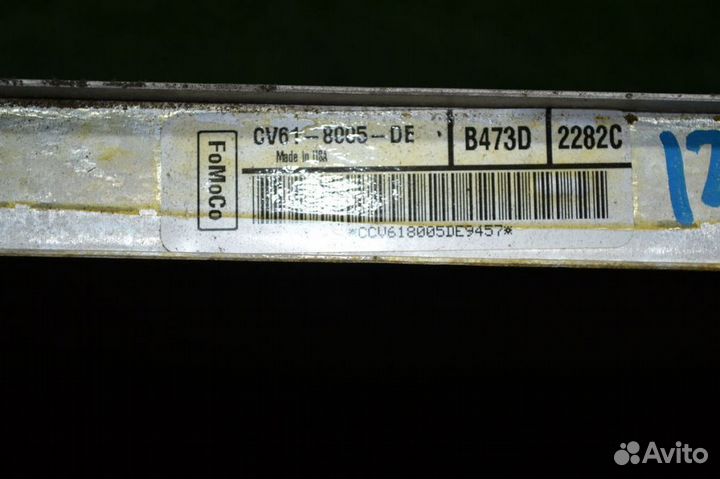 FoMoCo
CV61-8005-DE B473D 2282C
Made in USA
*CCV618005DE9457*
Avito